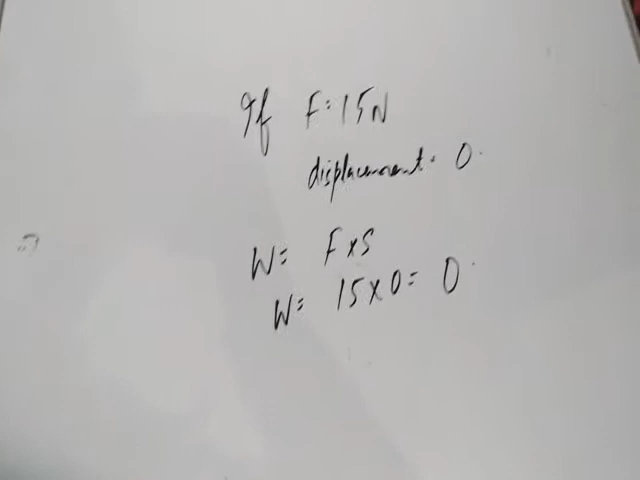 If F = 15N
displacement = 0.
W = F×S
W = 15×0 = 0.